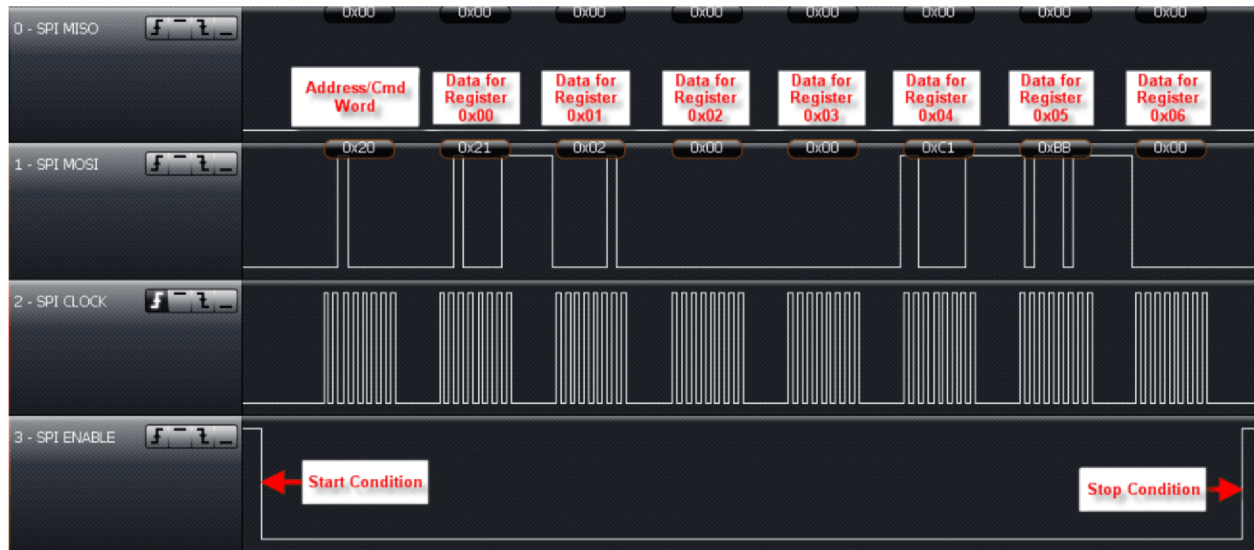 0x00 0x00 0x00 0x00 0x00 0x00 0x00 0x00
0 - SPI MISO
Address/Cmd
Word
Data for
Register
0x00
Data for
Register
0x01
Data for
Register
0x02
Data for
Register
0x03
Data for
Register
0x04
Data for
Register
0x05
Data for
Register
0x06
0x20 0x21 0x02 0x00 0x00 0xC1 0xBB 0x00
1 - SPI MOSI
2 - SPI CLOCK
3 - SPI ENABLE
Start Condition
Stop Condition